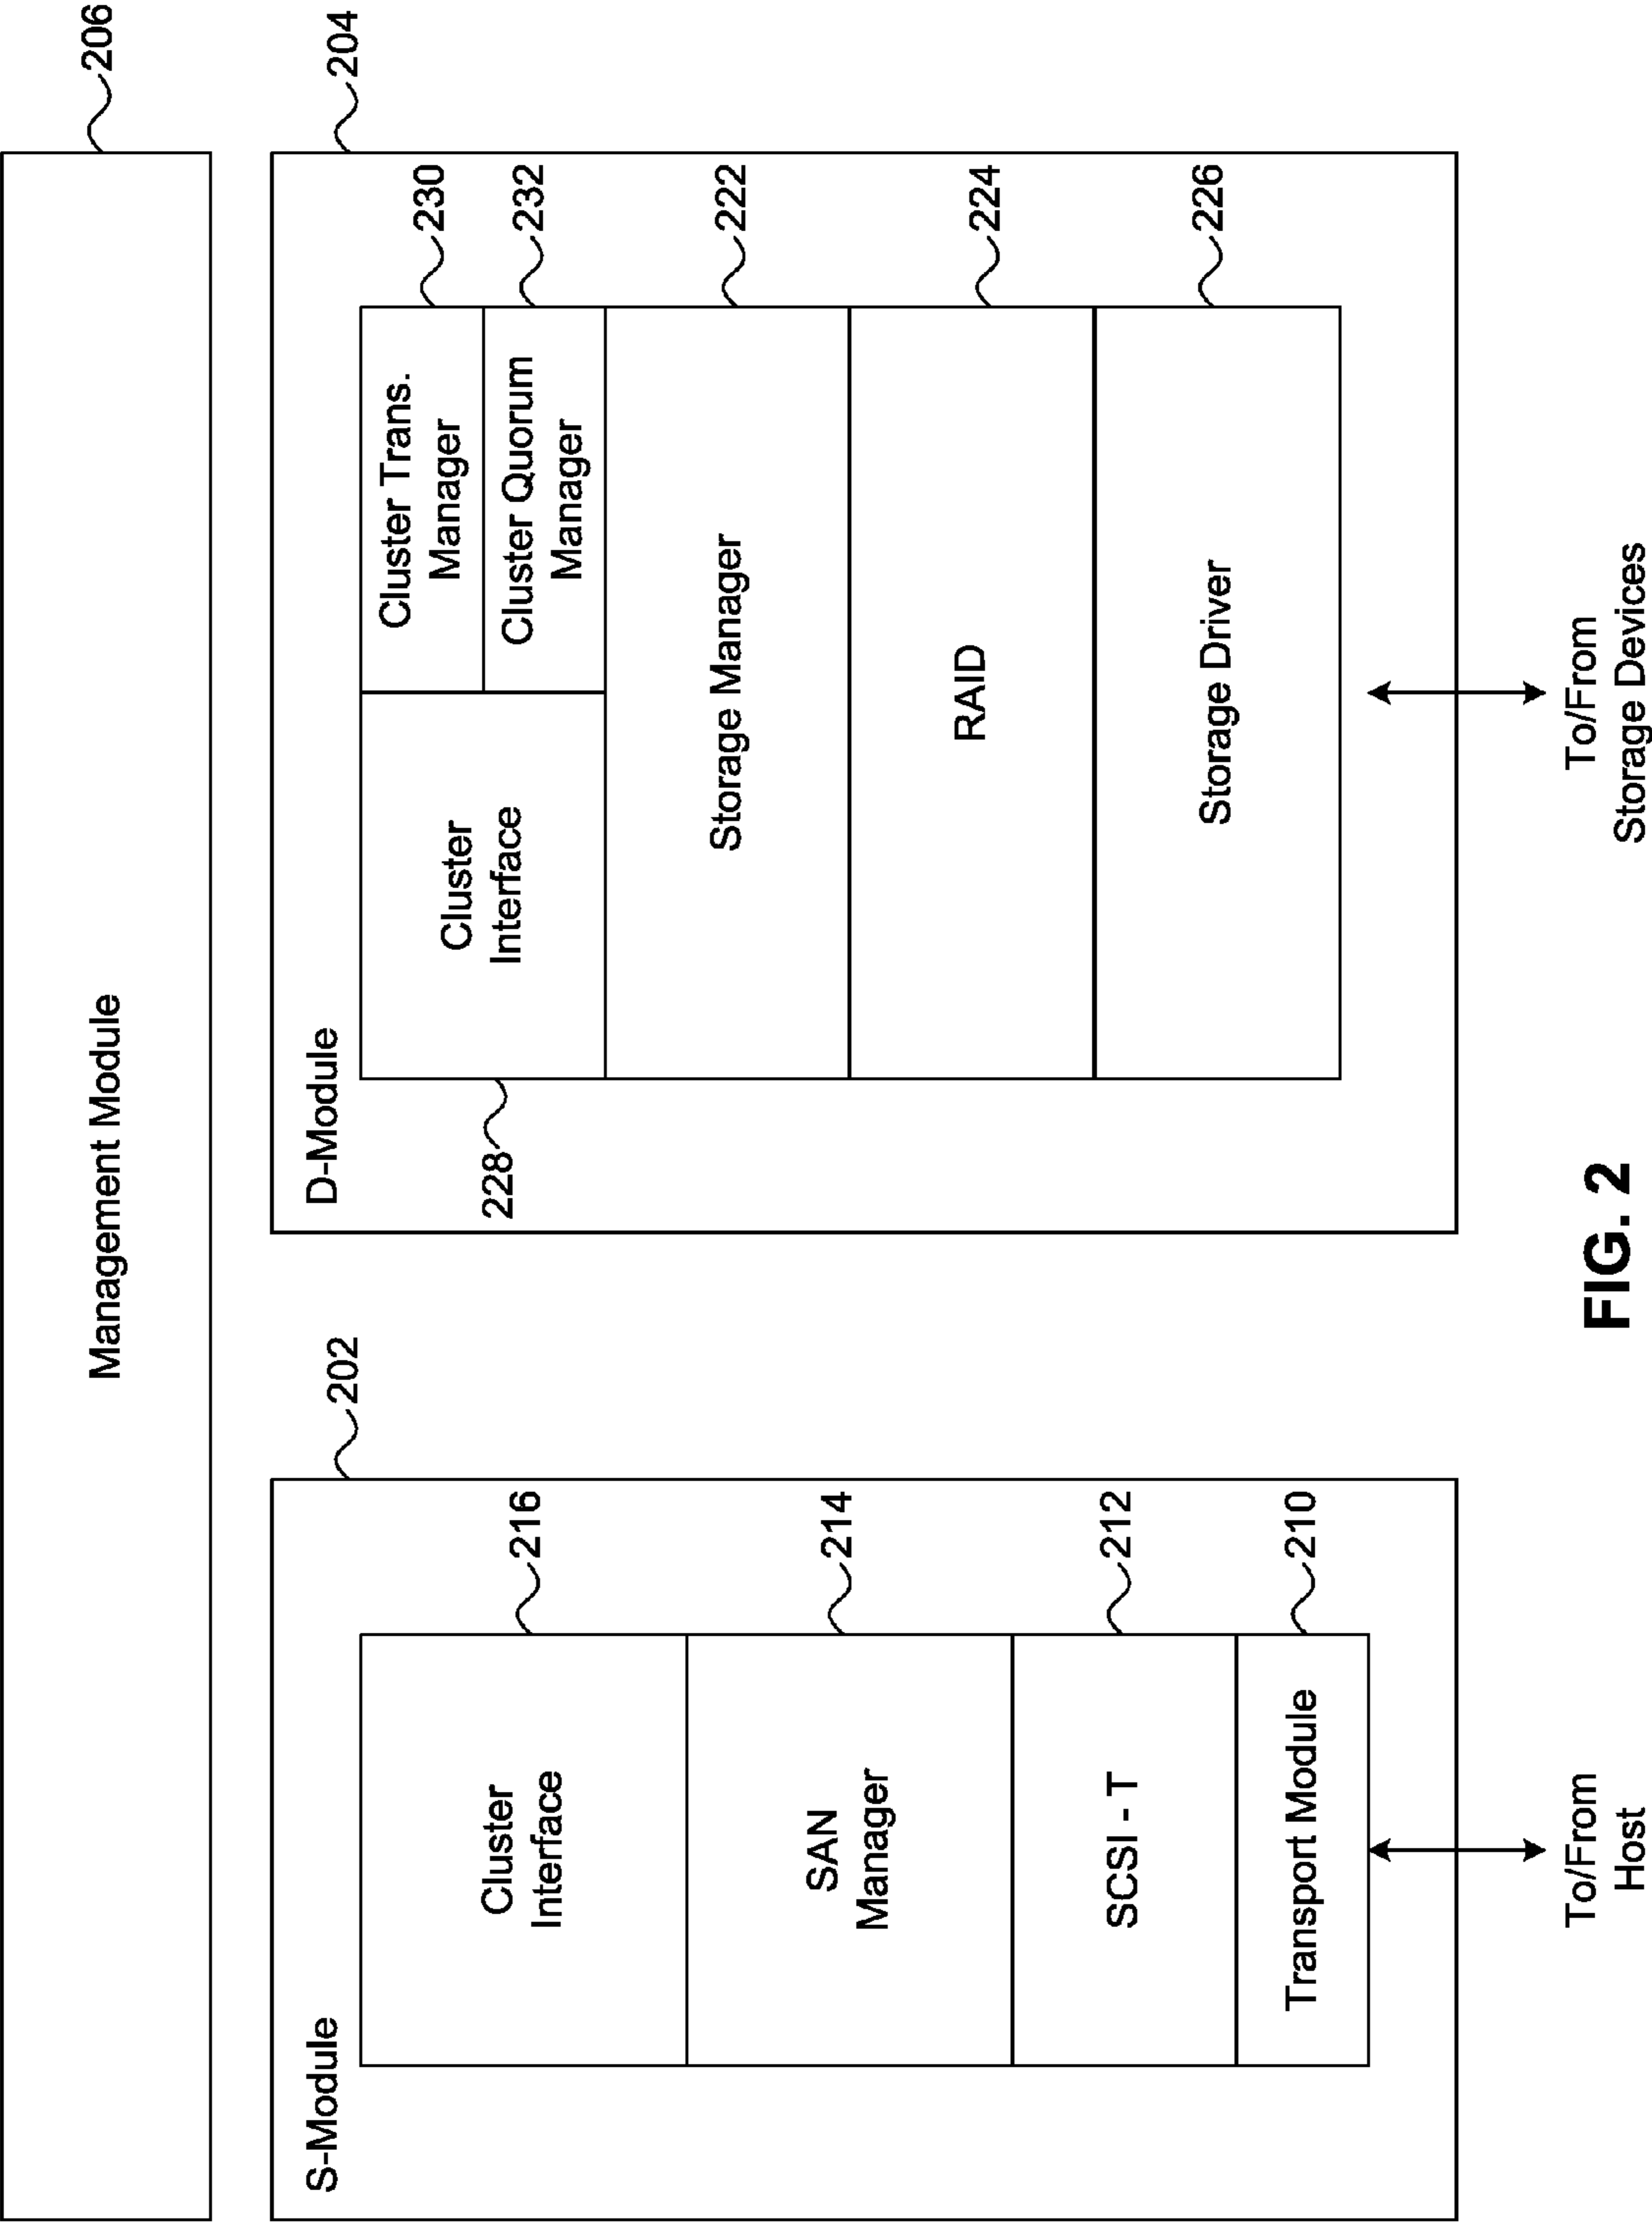 Management Module
206
S-Module
202
Cluster
Interface
216
SAN
Manager
214
SCSI - T
212
Transport Module
210
To/From
Host
D-Module
204
228
Cluster
Interface
Cluster Trans.
Manager
230
Cluster Quorum
Manager
232
Storage Manager
222
RAID
224
Storage Driver
226
To/From
Storage Devices
FIG. 2